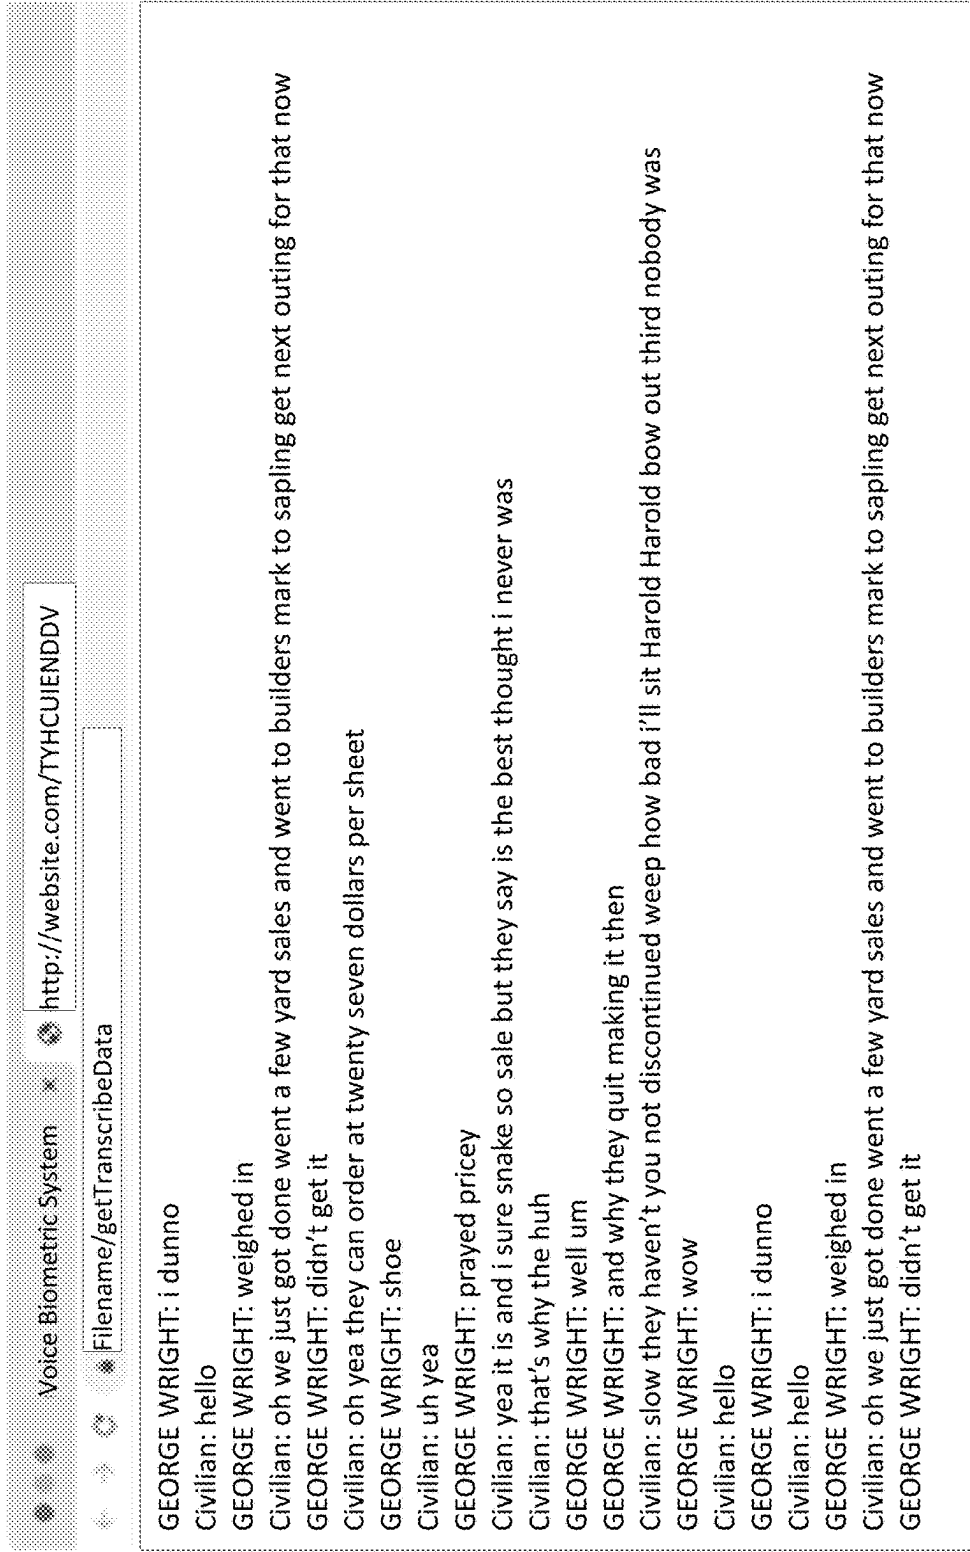 Voice Biometric System × http://website.com/TYHCUIENDDV
Filename/getTranscribeData
GEORGE WRIGHT: i dunno
Civilian: hello
GEORGE WRIGHT: weighed in
Civilian: oh we just got done went a few yard sales and went to builders mark to sapling get next outing for that now
GEORGE WRIGHT: didn't get it
Civilian: oh yea they can order at twenty seven dollars per sheet
GEORGE WRIGHT: shoe
Civilian: uh yea
GEORGE WRIGHT: prayed pricey
Civilian: yea it is and i sure snake so sale but they say is the best thought i never was
Civilian: that's why the huh
GEORGE WRIGHT: well um
GEORGE WRIGHT: and why they quit making it then
Civilian: slow they haven't you not discontinued weep how bad i'll sit Harold Harold bow out third nobody was
GEORGE WRIGHT: wow
Civilian: hello
GEORGE WRIGHT: i dunno
Civilian: hello
GEORGE WRIGHT: weighed in
Civilian: oh we just got done went a few yard sales and went to builders mark to sapling get next outing for that now
GEORGE WRIGHT: didn't get it